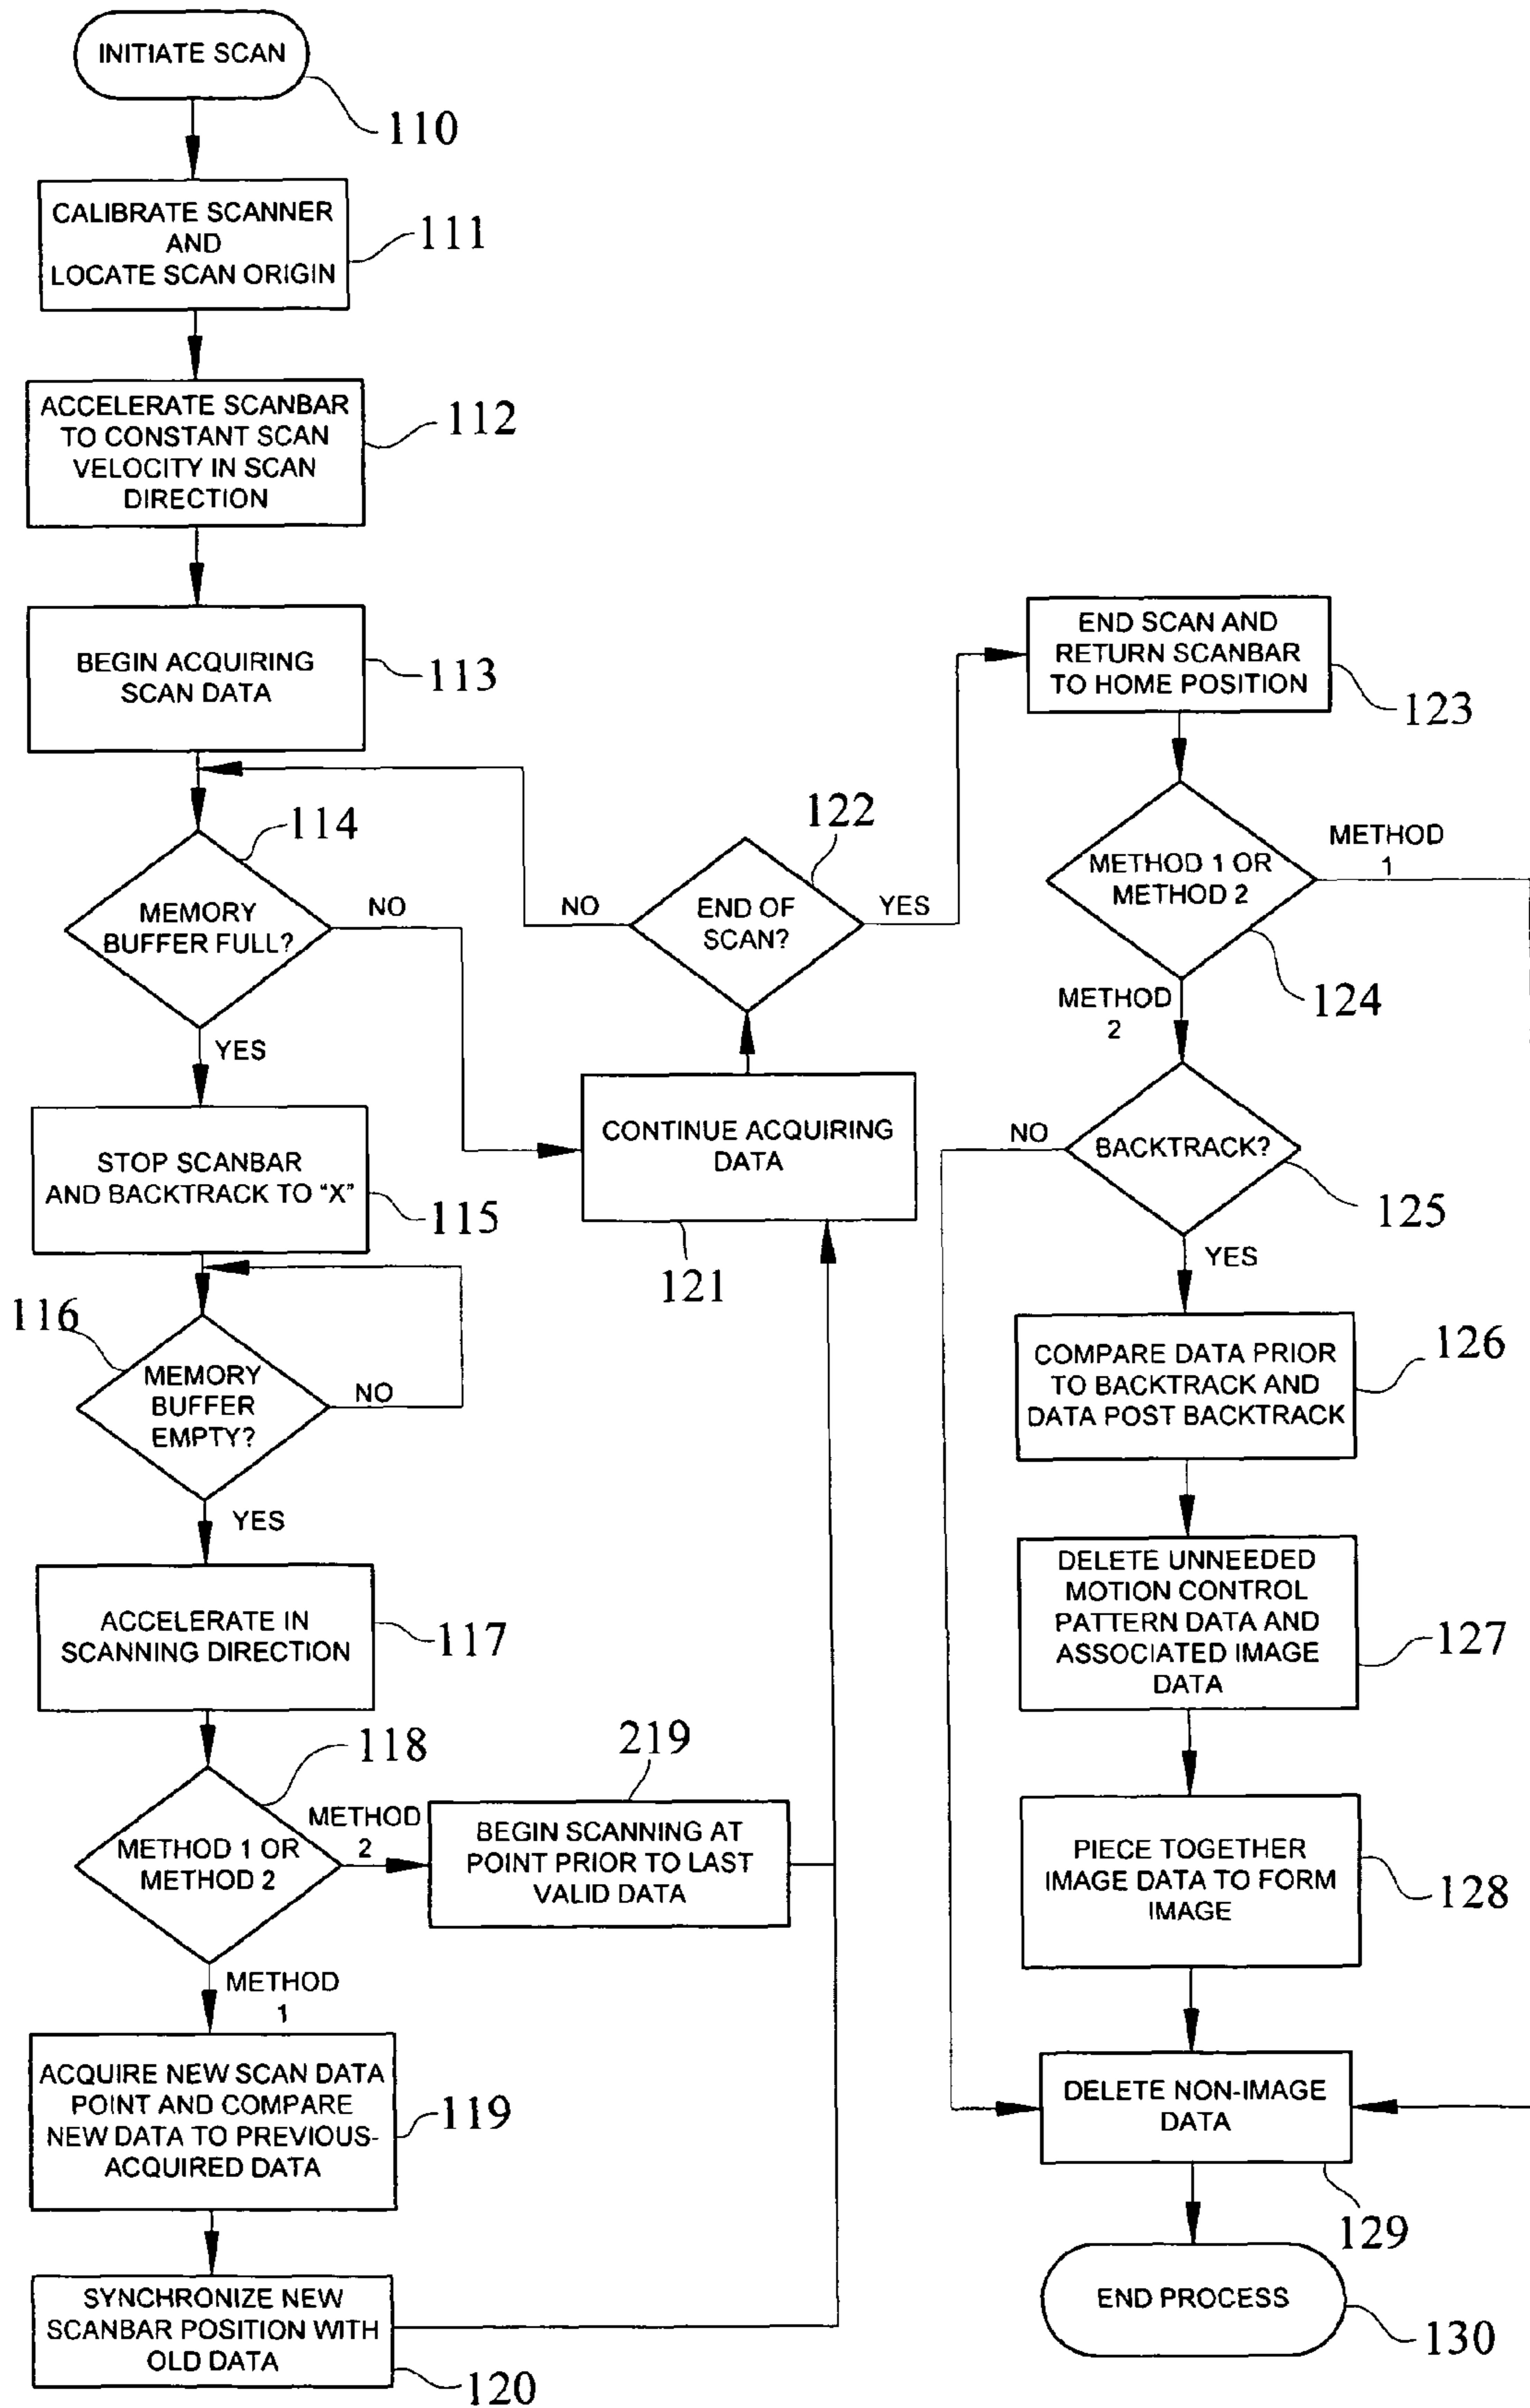 INITIATE SCAN
110
CALIBRATE SCANNER
AND
LOCATE SCAN ORIGIN
111
ACCELERATE SCANBAR
TO CONSTANT SCAN
VELOCITY IN SCAN
DIRECTION
112
BEGIN ACQUIRING
SCAN DATA
113
114
MEMORY
BUFFER FULL?
NO
YES
STOP SCANBAR
AND BACKTRACK TO "X"
115
116
MEMORY
BUFFER
EMPTY?
NO
YES
ACCELERATE IN
SCANNING DIRECTION
117
118
METHOD 1 OR
METHOD 2
METHOD
2
219
BEGIN SCANNING AT
POINT PRIOR TO LAST
VALID DATA
METHOD
1
ACQUIRE NEW SCAN DATA
POINT AND COMPARE
NEW DATA TO PREVIOUS-
ACQUIRED DATA
119
SYNCHRONIZE NEW
SCANBAR POSITION WITH
OLD DATA
120
CONTINUE ACQUIRING
DATA
121
122
END OF
SCAN?
NO
YES
END SCAN AND
RETURN SCANBAR
TO HOME POSITION
123
METHOD 1 OR
METHOD 2
METHOD
1
124
METHOD
2
BACKTRACK?
NO
125
YES
COMPARE DATA PRIOR
TO BACKTRACK AND
DATA POST BACKTRACK
126
DELETE UNNEEDED
MOTION CONTROL
PATTERN DATA AND
ASSOCIATED IMAGE
DATA
127
PIECE TOGETHER
IMAGE DATA TO FORM
IMAGE
128
DELETE NON-IMAGE
DATA
129
END PROCESS
130